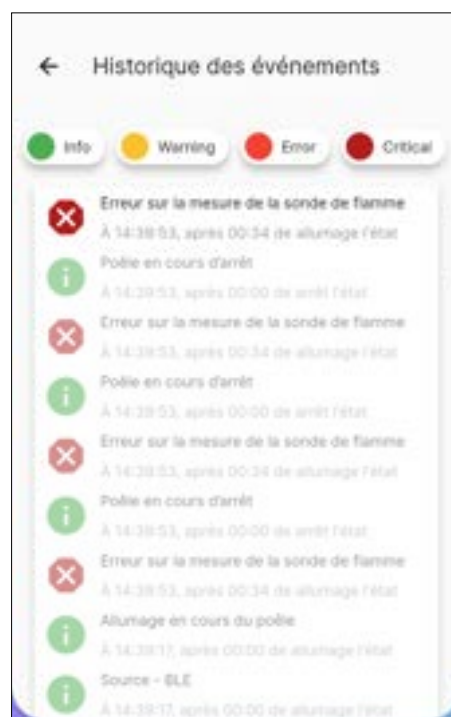 Historique des événements
Info
Warning
Error
Critical
Erreur sur la mesure de la sonde de flamme
À 14:39:53, après 00:34 de allumage l'état
Poêle en cours d'arrêt
À 14:39:53, après 00:00 de arrêt l'état
Erreur sur la mesure de la sonde de flamme
À 14:39:53, après 00:34 de allumage l'état
Poêle en cours d'arrêt
À 14:39:53, après 00:00 de arrêt l'état
Erreur sur la mesure de la sonde de flamme
À 14:39:53, après 00:34 de allumage l'état
Poêle en cours d'arrêt
À 14:39:53, après 00:00 de arrêt l'état
Erreur sur la mesure de la sonde de flamme
À 14:39:53, après 00:34 de allumage l'état
Allumage en cours du poêle
À 14:39:17, après 00:00 de allumage l'état
Source - BLE
À 14:39:17, après 00:00 de allumage l'état